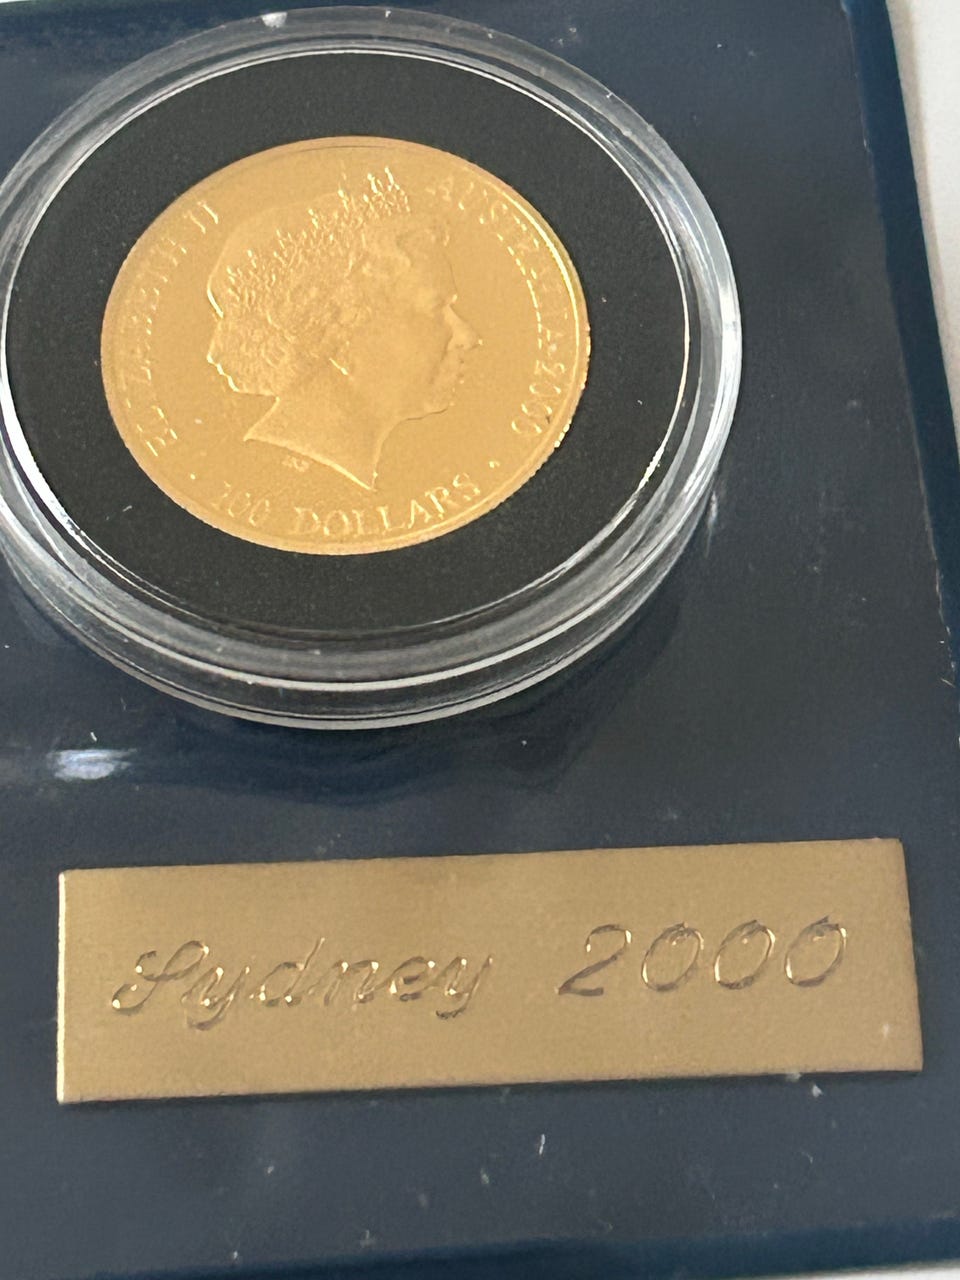 ELIZABETH II
AUSTRALIA 2000
100 DOLLARS
Sydney 2000